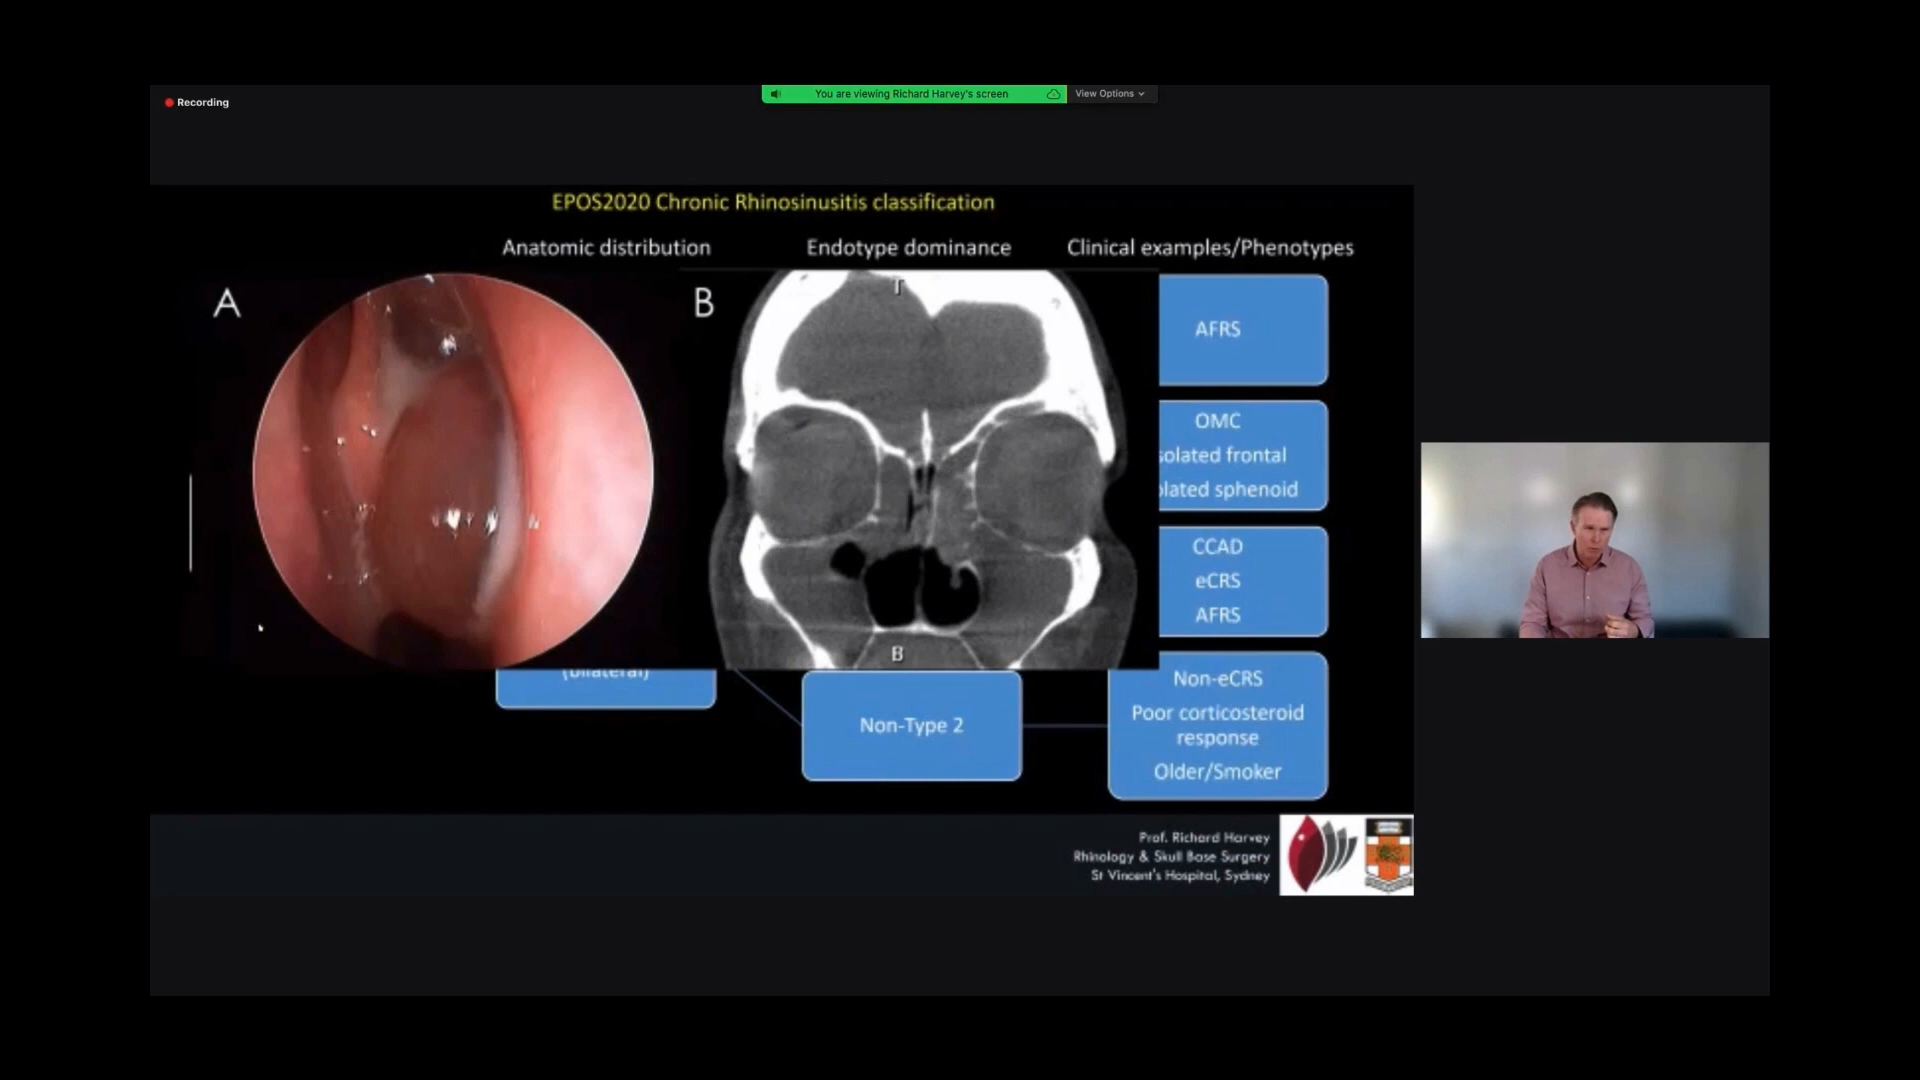 Recording
You are viewing Richard Harvey's screen
View Options
EPOS2020 Chronic Rhinosinusitis classification
Anatomic distribution
Endotype dominance
Clinical examples/Phenotypes
A
B
T
B
AFRS
OMC
solated frontal
lated sphenoid
CCAD
eCRS
AFRS
(bilateral)
Non-Type 2
Non-eCRS
Poor corticosteroid
response
Older/Smoker
Prof. Richard Harvey
Rhinology & Skull Base Surgery
St Vincent's Hospital, Sydney